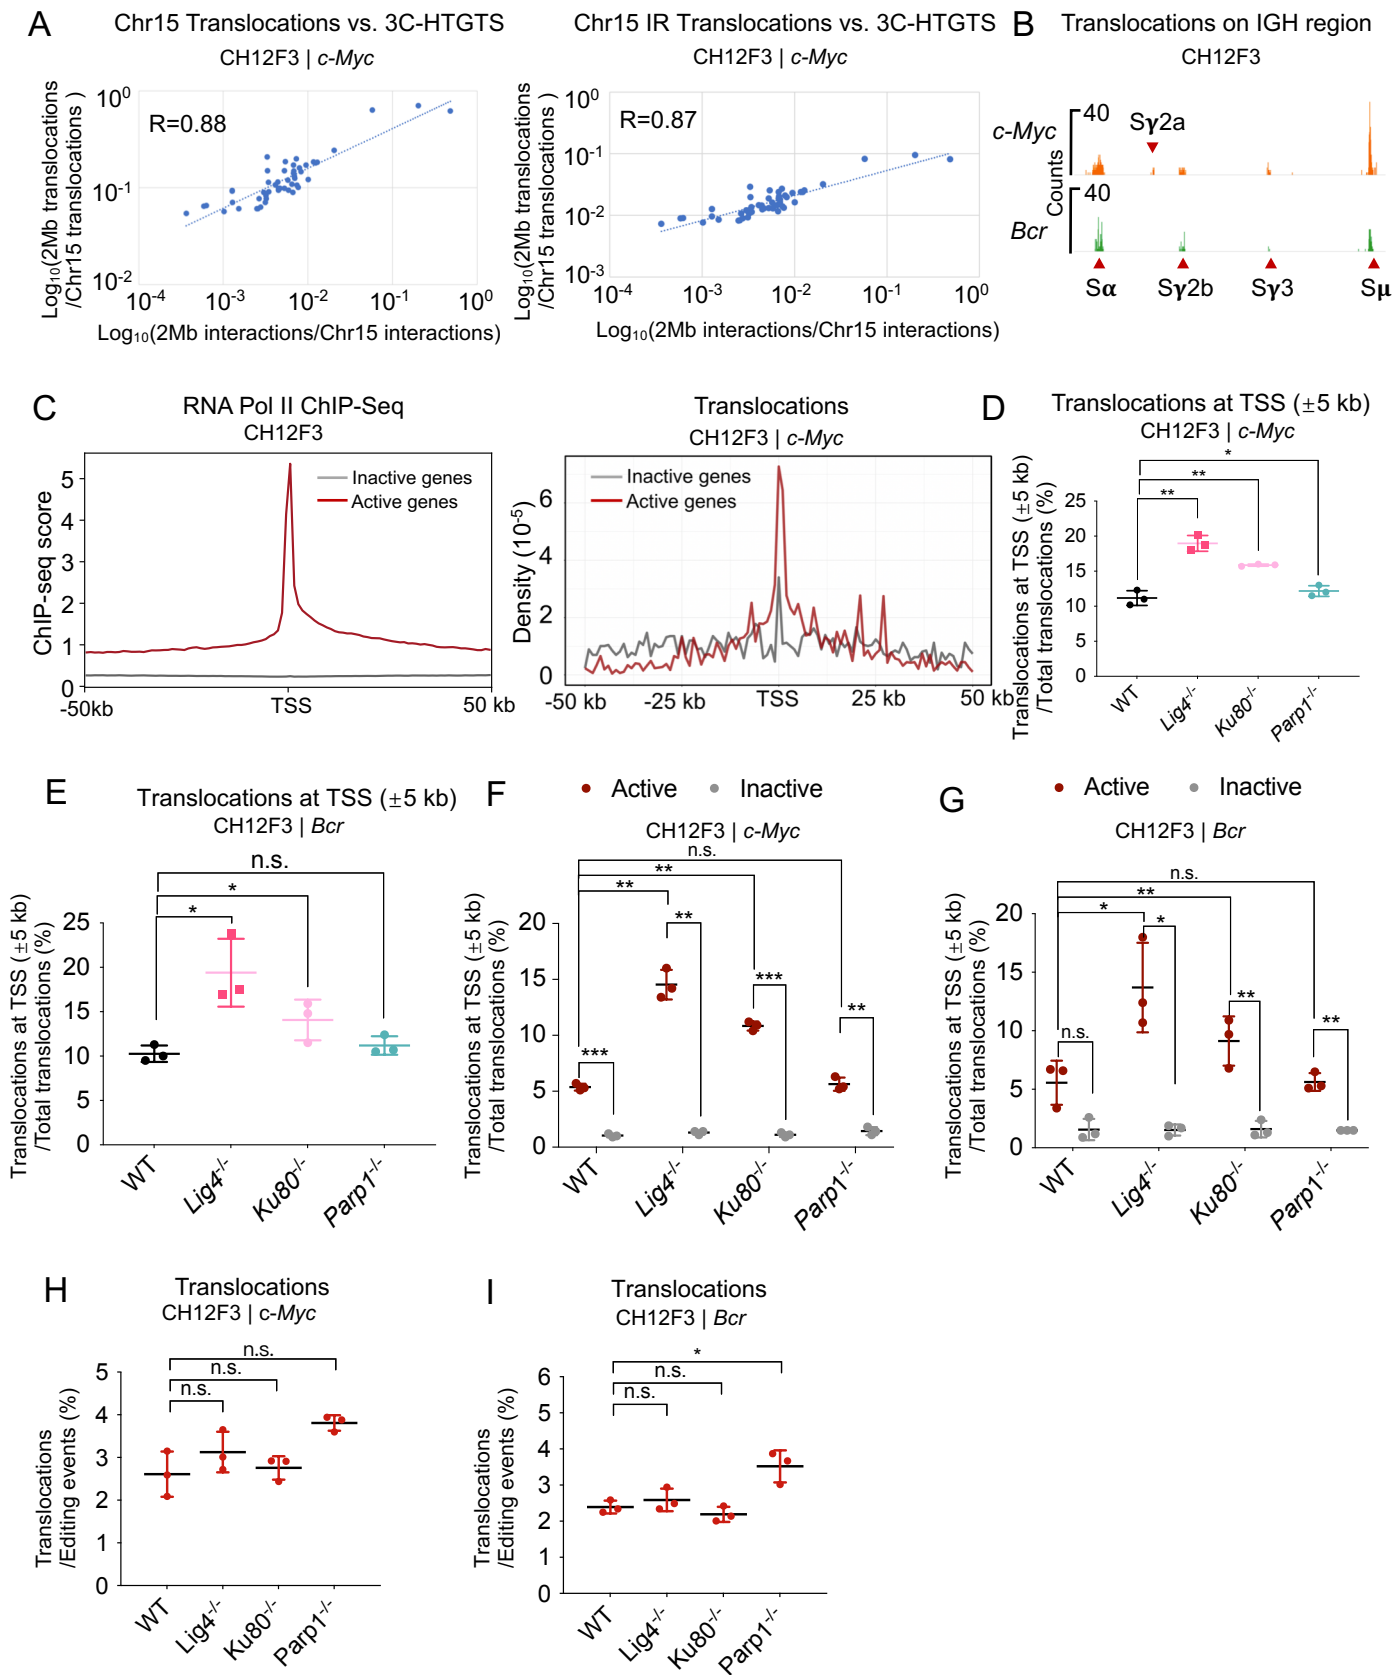 A
Chr15 Translocations vs. 3C-HTGTS
CH12F3 | c-Myc
Log₁₀(2Mb translocations
/Chr15 translocations )
10⁰
10⁻¹
10⁻²
R=0.88
10⁻⁴ 10⁻³ 10⁻² 10⁻¹ 10⁰
Log₁₀(2Mb interactions/Chr15 interactions)
Chr15 IR Translocations vs. 3C-HTGTS
CH12F3 | c-Myc
Log₁₀(2Mb translocations
/Chr15 translocations )
10⁰
10⁻¹
10⁻²
10⁻³
R=0.87
10⁻⁴ 10⁻³ 10⁻² 10⁻¹ 10⁰
Log₁₀(2Mb interactions/Chr15 interactions)
B
Translocations on IGH region
CH12F3
c-Myc
40
Sγ2a
Counts
Bcr
40
Sα Sγ2b Sγ3 Sμ
C
RNA Pol II ChIP-Seq
CH12F3
ChIP-seq score
5
4
3
2
1
0
Inactive genes
Active genes
-50kb TSS 50 kb
Translocations
CH12F3 | c-Myc
Density (10⁻⁵)
6
4
2
0
Inactive genes
Active genes
-50 kb -25 kb TSS 25 kb 50 kb
D
Translocations at TSS (±5 kb)
CH12F3 | c-Myc
Translocations at TSS (±5 kb)
/Total translocations (%)
25
20
15
10
5
0
*
**
**
WT Lig4⁻/⁻ Ku80⁻/⁻ Parp1⁻/⁻
E
Translocations at TSS (±5 kb)
CH12F3 | Bcr
Translocations at TSS (±5 kb)
/Total translocations (%)
25
20
15
10
5
0
n.s.
*
*
WT Lig4⁻/⁻ Ku80⁻/⁻ Parp1⁻/⁻
F
Active Inactive
CH12F3 | c-Myc
Translocations at TSS (±5 kb)
/Total translocations (%)
20
15
10
5
0
n.s.
**
**
**
***
**
***
WT Lig4⁻/⁻ Ku80⁻/⁻ Parp1⁻/⁻
G
Active Inactive
CH12F3 | Bcr
Translocations at TSS (±5 kb)
/Total translocations (%)
20
15
10
5
0
n.s.
**
*
*
**
**
n.s.
WT Lig4⁻/⁻ Ku80⁻/⁻ Parp1⁻/⁻
H
Translocations
CH12F3 | c-Myc
Translocations
/Editing events (%)
5
4
3
2
1
0
n.s.
n.s.
n.s.
WT Lig4⁻/⁻ Ku80⁻/⁻ Parp1⁻/⁻
I
Translocations
CH12F3 | Bcr
Translocations
/Editing events (%)
6
5
4
3
2
1
0
*
n.s.
n.s.
WT Lig4⁻/⁻ Ku80⁻/⁻ Parp1⁻/⁻